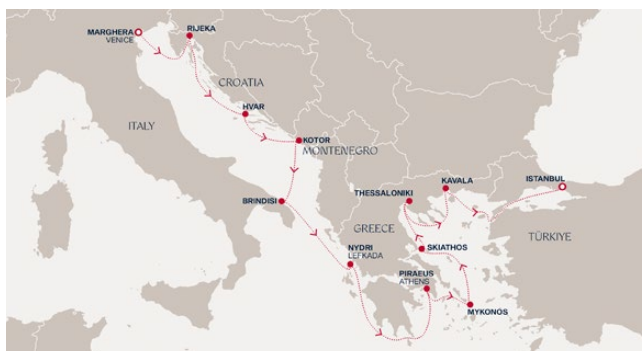 MARGHERA
VENICE
RIJEKA
CROATIA
HVAR
ITALY
KOTOR
MONTENEGRO
BRINDISI
THESSALONIKI
KAVALA
ISTANBUL
GREECE
TÜRKIYE
NYDRI
LEFKADA
SKIATHOS
PIRAEUS
ATHENS
MYKONOS